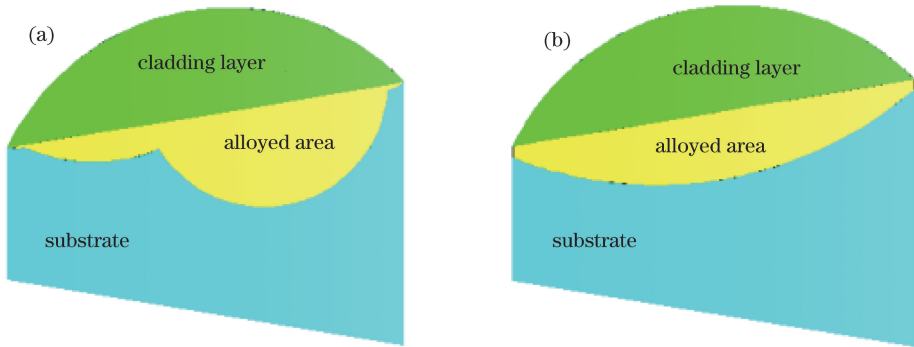 (a)
cladding layer
alloyed area
substrate
(b)
cladding layer
alloyed area
substrate